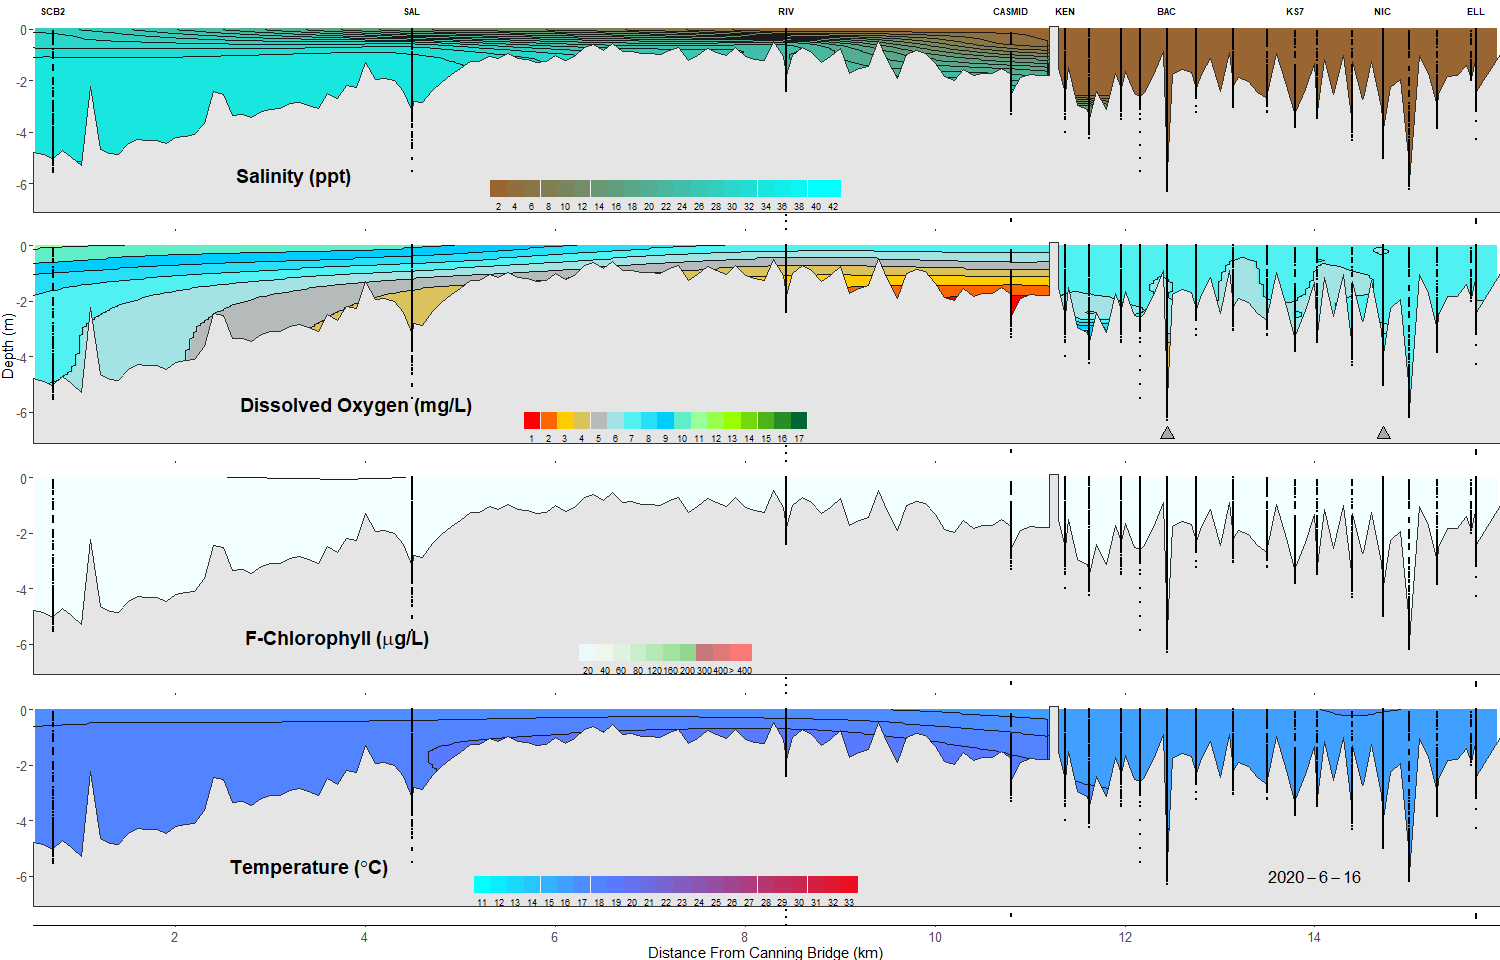 SCB2 SAL RIV CASMID KEN BAC KS7 NIC ELL
0
-2
-4
-6
Salinity (ppt)
2 4 6 8 10 12 14 16 18 20 22 24 26 28 30 32 34 36 38 40 42
0
-2
-4
-6
Depth (m)
Dissolved Oxygen (mg/L)
1 2 3 4 5 6 7 8 9 10 11 12 13 14 15 16 17
0
-2
-4
-6
F-Chlorophyll (μg/L)
20 40 60 80 120 160 200 300 400 > 400
0
-2
-4
-6
Temperature (°C)
2020 – 6 – 16
11 12 13 14 15 16 17 18 19 20 21 22 23 24 25 26 27 28 29 30 31 32 33
2 4 6 8 10 12 14
Distance From Canning Bridge (km)